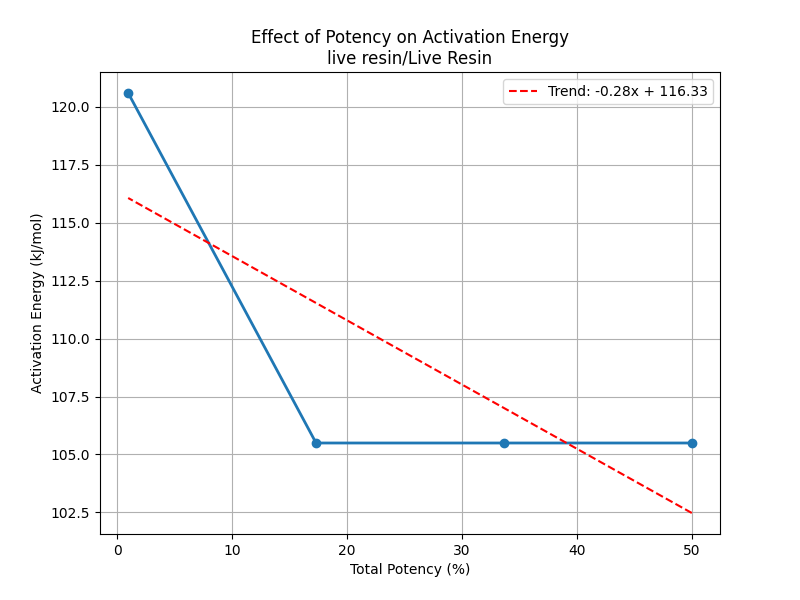 Effect of Potency on Activation Energy
live resin/Live Resin
Trend: -0.28x + 116.33
120.0
117.5
115.0
112.5
110.0
107.5
105.0
102.5
Activation Energy (kJ/mol)
0 10 20 30 40 50
Total Potency (%)